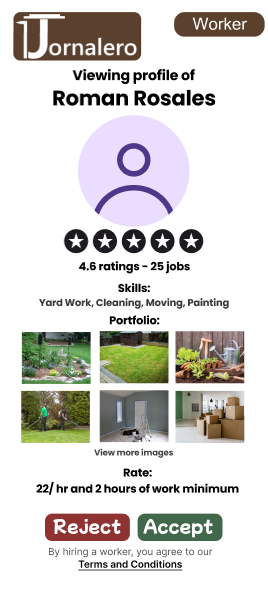 Jornalero
Worker
Viewing profile of
Roman Rosales
4.6 ratings - 25 jobs
Skills:
Yard Work, Cleaning, Moving, Painting
Portfolio:
View more images
Rate:
22/ hr and 2 hours of work minimum
Reject
Accept
By hiring a worker, you agree to our
Terms and Conditions